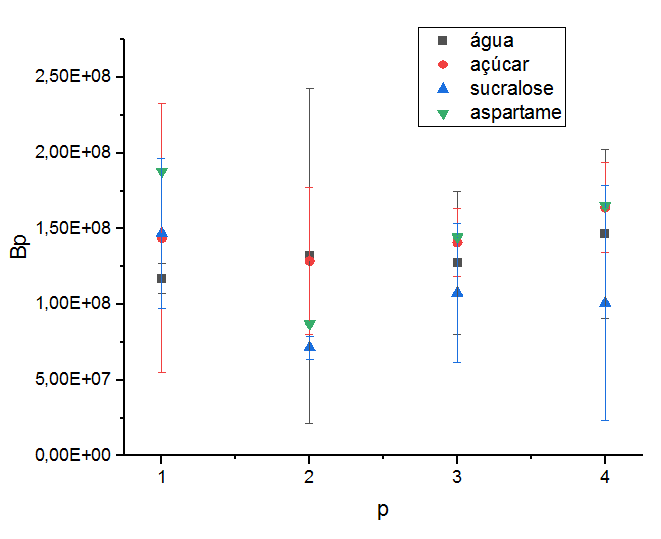 água
açúcar
sucralose
aspartame
2,50E+08
2,00E+08
1,50E+08
1,00E+08
5,00E+07
0,00E+00
Bp
1 2 3 4
p